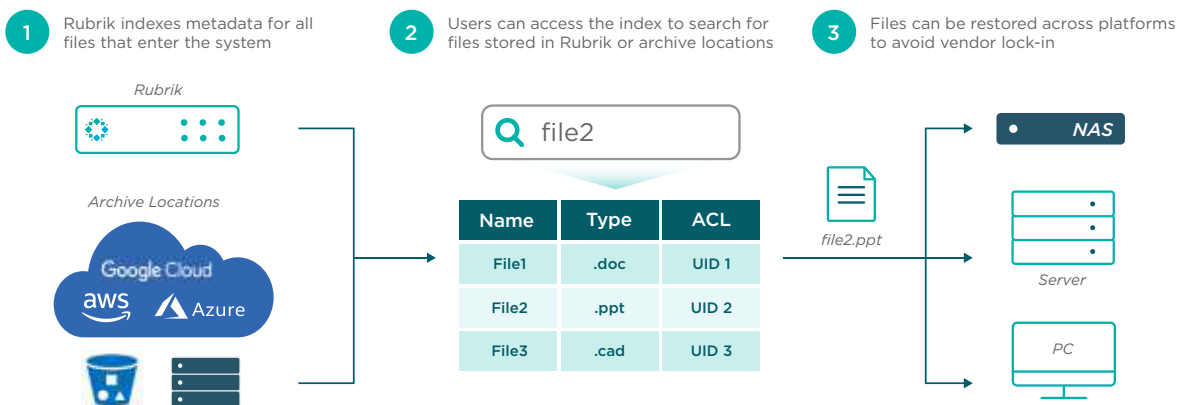 1
Rubrik indexes metadata for all
files that enter the system
2
Users can access the index to search for
files stored in Rubrik or archive locations
3
Files can be restored across platforms
to avoid vendor lock-in
Rubrik
Archive Locations
Google Cloud
aws
Azure
file2
Name Type ACL
File1 .doc UID 1
File2 .ppt UID 2
File3 .cad UID 3
file2.ppt
NAS
Server
PC